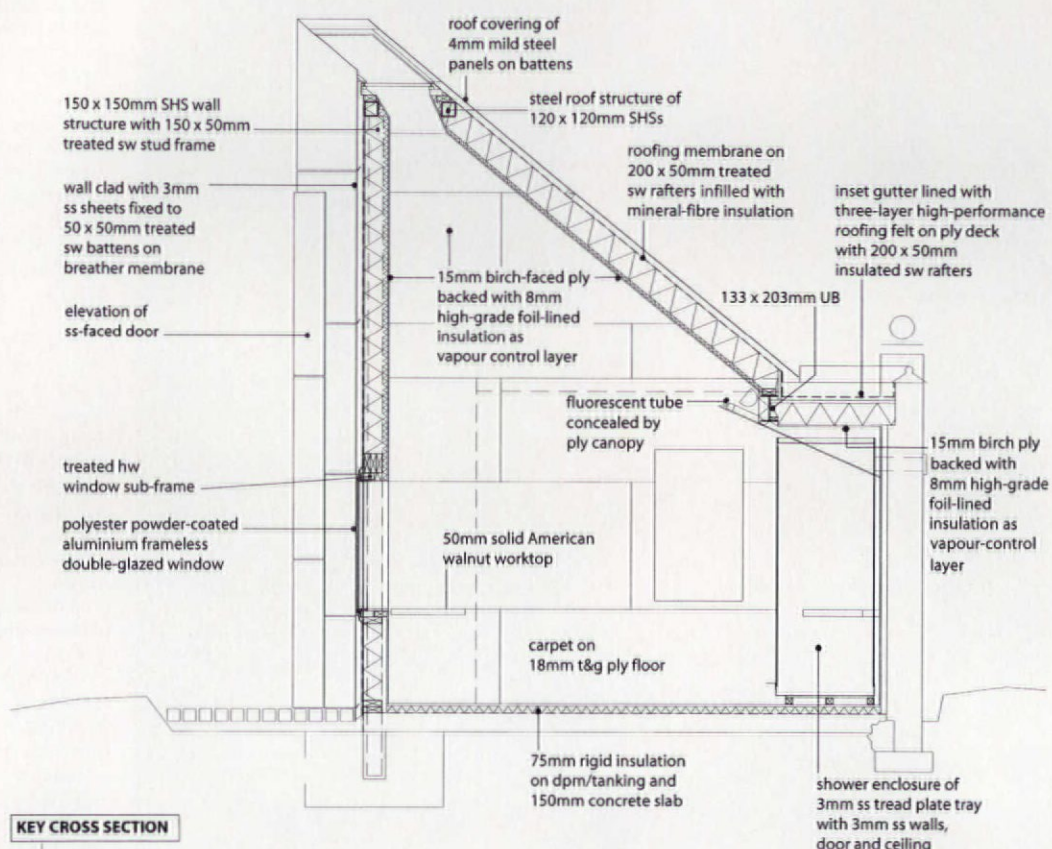 roof covering of
4mm mild steel
panels on battens
150 x 150mm SHS wall
structure with 150 x 50mm
treated sw stud frame
steel roof structure of
120 x 120mm SHSs
roofing membrane on
200 x 50mm treated
sw rafters infilled with
mineral-fibre insulation
wall clad with 3mm
ss sheets fixed to
50 x 50mm treated
sw battens on
breather membrane
inset gutter lined with
three-layer high-performance
roofing felt on ply deck
with 200 x 50mm
insulated sw rafters
15mm birch-faced ply
backed with 8mm
high-grade foil-lined
insulation as
vapour control layer
133 x 203mm UB
elevation of
ss-faced door
fluorescent tube
concealed by
ply canopy
15mm birch ply
backed with
8mm high-grade
foil-lined
insulation as
vapour-control
layer
treated hw
window sub-frame
polyester powder-coated
aluminium frameless
double-glazed window
50mm solid American
walnut worktop
carpet on
18mm t&g ply floor
75mm rigid insulation
on dpm/tanking and
150mm concrete slab
shower enclosure of
3mm ss tread plate tray
with 3mm ss walls,
door and ceiling
KEY CROSS SECTION